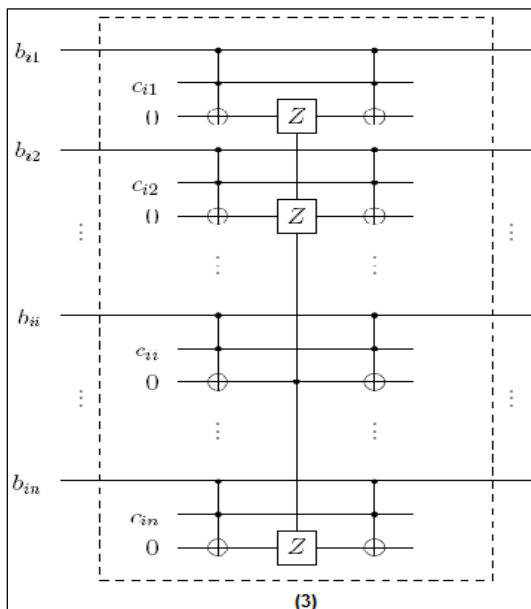 b_{i1}
c_{i1}
0
Z
b_{i2}
c_{i2}
0
Z
⋮ ⋮ ⋮ ⋮
b_{ii}
c_{ii}
0
⋮ ⋮ ⋮ ⋮
b_{in}
c_{in}
0
Z
(3)